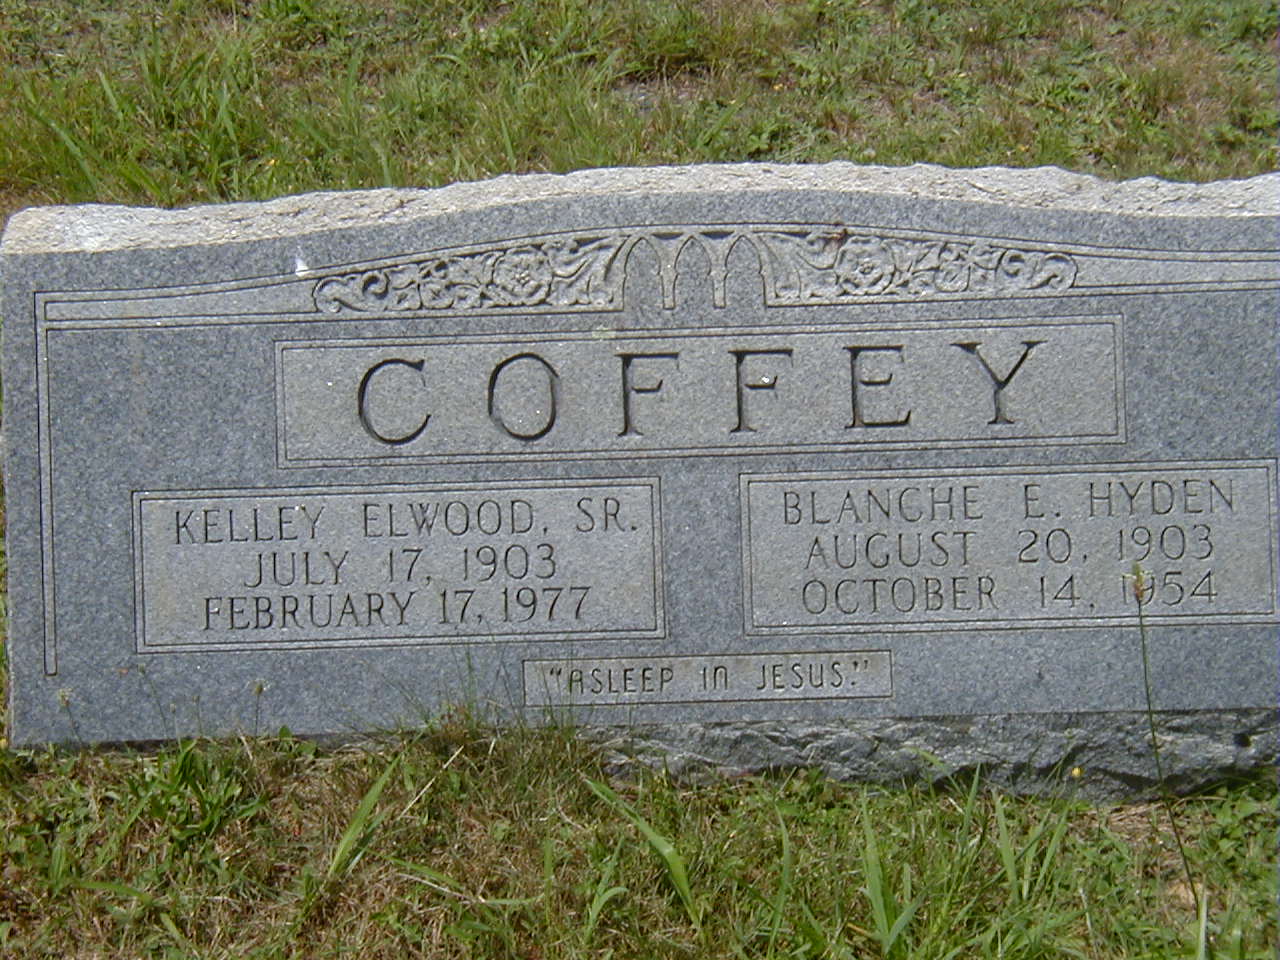 COFFEY
KELLEY ELWOOD, SR.
JULY 17, 1903
FEBRUARY 17, 1977
BLANCHE E. HYDEN
AUGUST 20, 1903
OCTOBER 14, 1954
"ASLEEP IN JESUS."